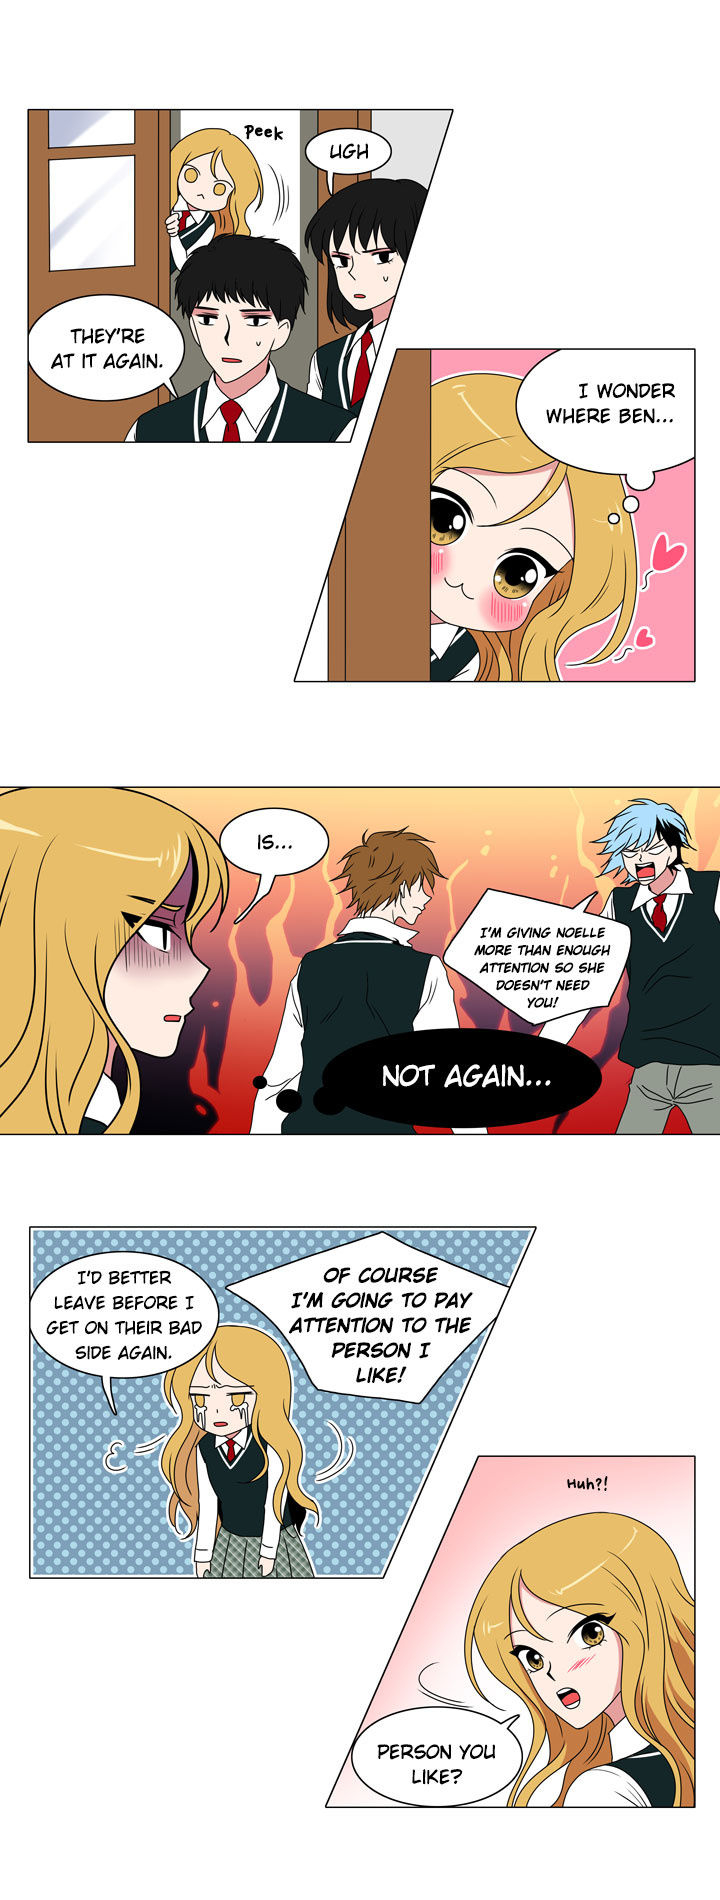 Peek
UGH
THEY'RE
AT IT AGAIN.
I WONDER
WHERE BEN...
IS...
I'M GIVING NOELLE
MORE THAN ENOUGH
ATTENTION SO SHE
DOESN'T NEED
YOU!
NOT AGAIN...
I'D BETTER
LEAVE BEFORE I
GET ON THEIR BAD
SIDE AGAIN.
OF COURSE
I'M GOING TO PAY
ATTENTION TO THE
PERSON I
LIKE!
Huh?!
PERSON YOU
LIKE?